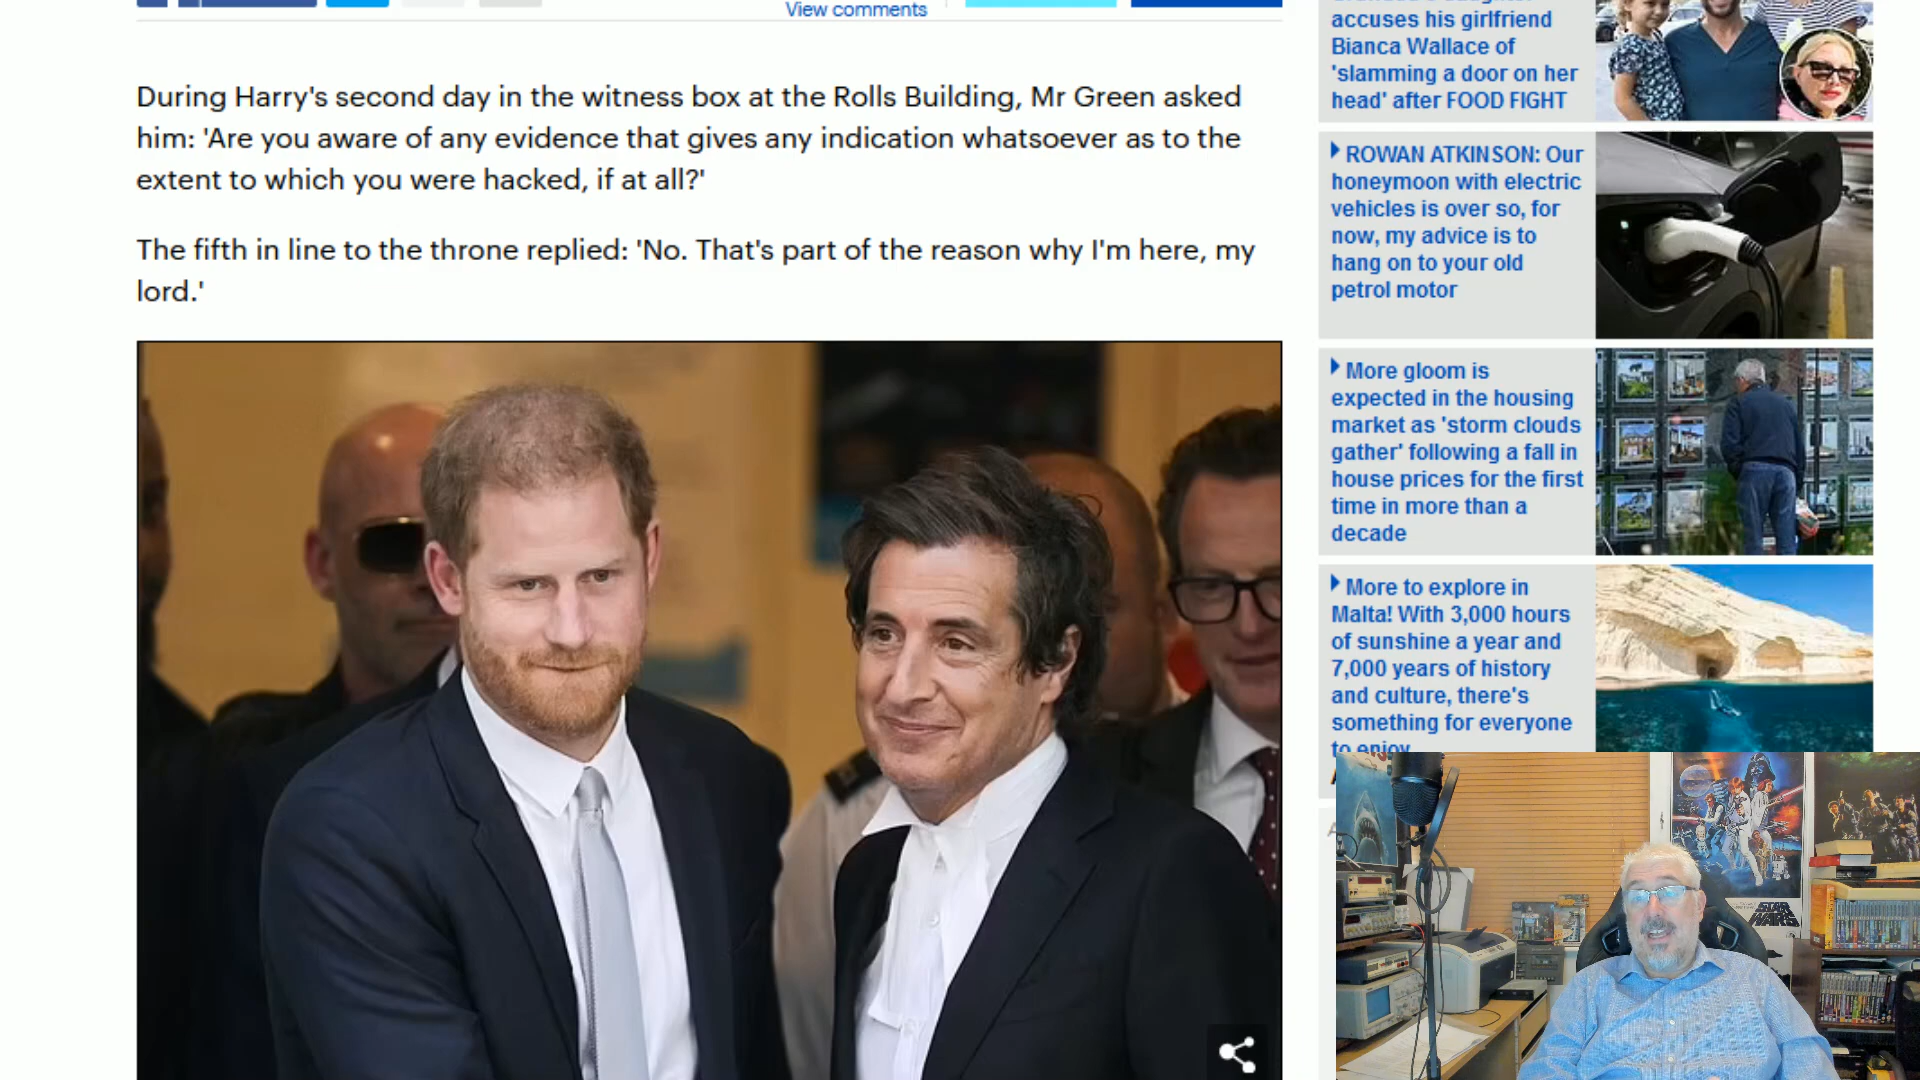 View comments
During Harry's second day in the witness box at the Rolls Building, Mr Green asked
him: 'Are you aware of any evidence that gives any indication whatsoever as to the
extent to which you were hacked, if at all?'
The fifth in line to the throne replied: 'No. That's part of the reason why I'm here, my
lord.'
accuses his girlfriend
Bianca Wallace of
'slamming a door on her
head' after FOOD FIGHT
ROWAN ATKINSON: Our
honeymoon with electric
vehicles is over so, for
now, my advice is to
hang on to your old
petrol motor
More gloom is
expected in the housing
market as 'storm clouds
gather' following a fall in
house prices for the first
time in more than a
decade
More to explore in
Malta! With 3,000 hours
of sunshine a year and
7,000 years of history
and culture, there's
something for everyone
to enjoy
STAR
WARS